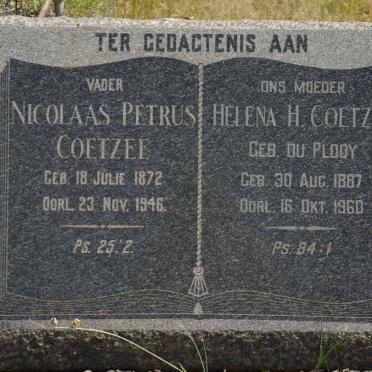 TER GEDACTENIS AAN
VADER
NICOLAAS PETRUS
COETZEE
GEB. 18 JULIE 1872
OORL. 23 NOV. 1946.
Ps. 25:2.
ONS MOEDER
HELENA H. COETZ
GEB. DU PLOOY
GEB. 30 AUG. 1887
OORL. 16 OKT. 1960
Ps. 84:1